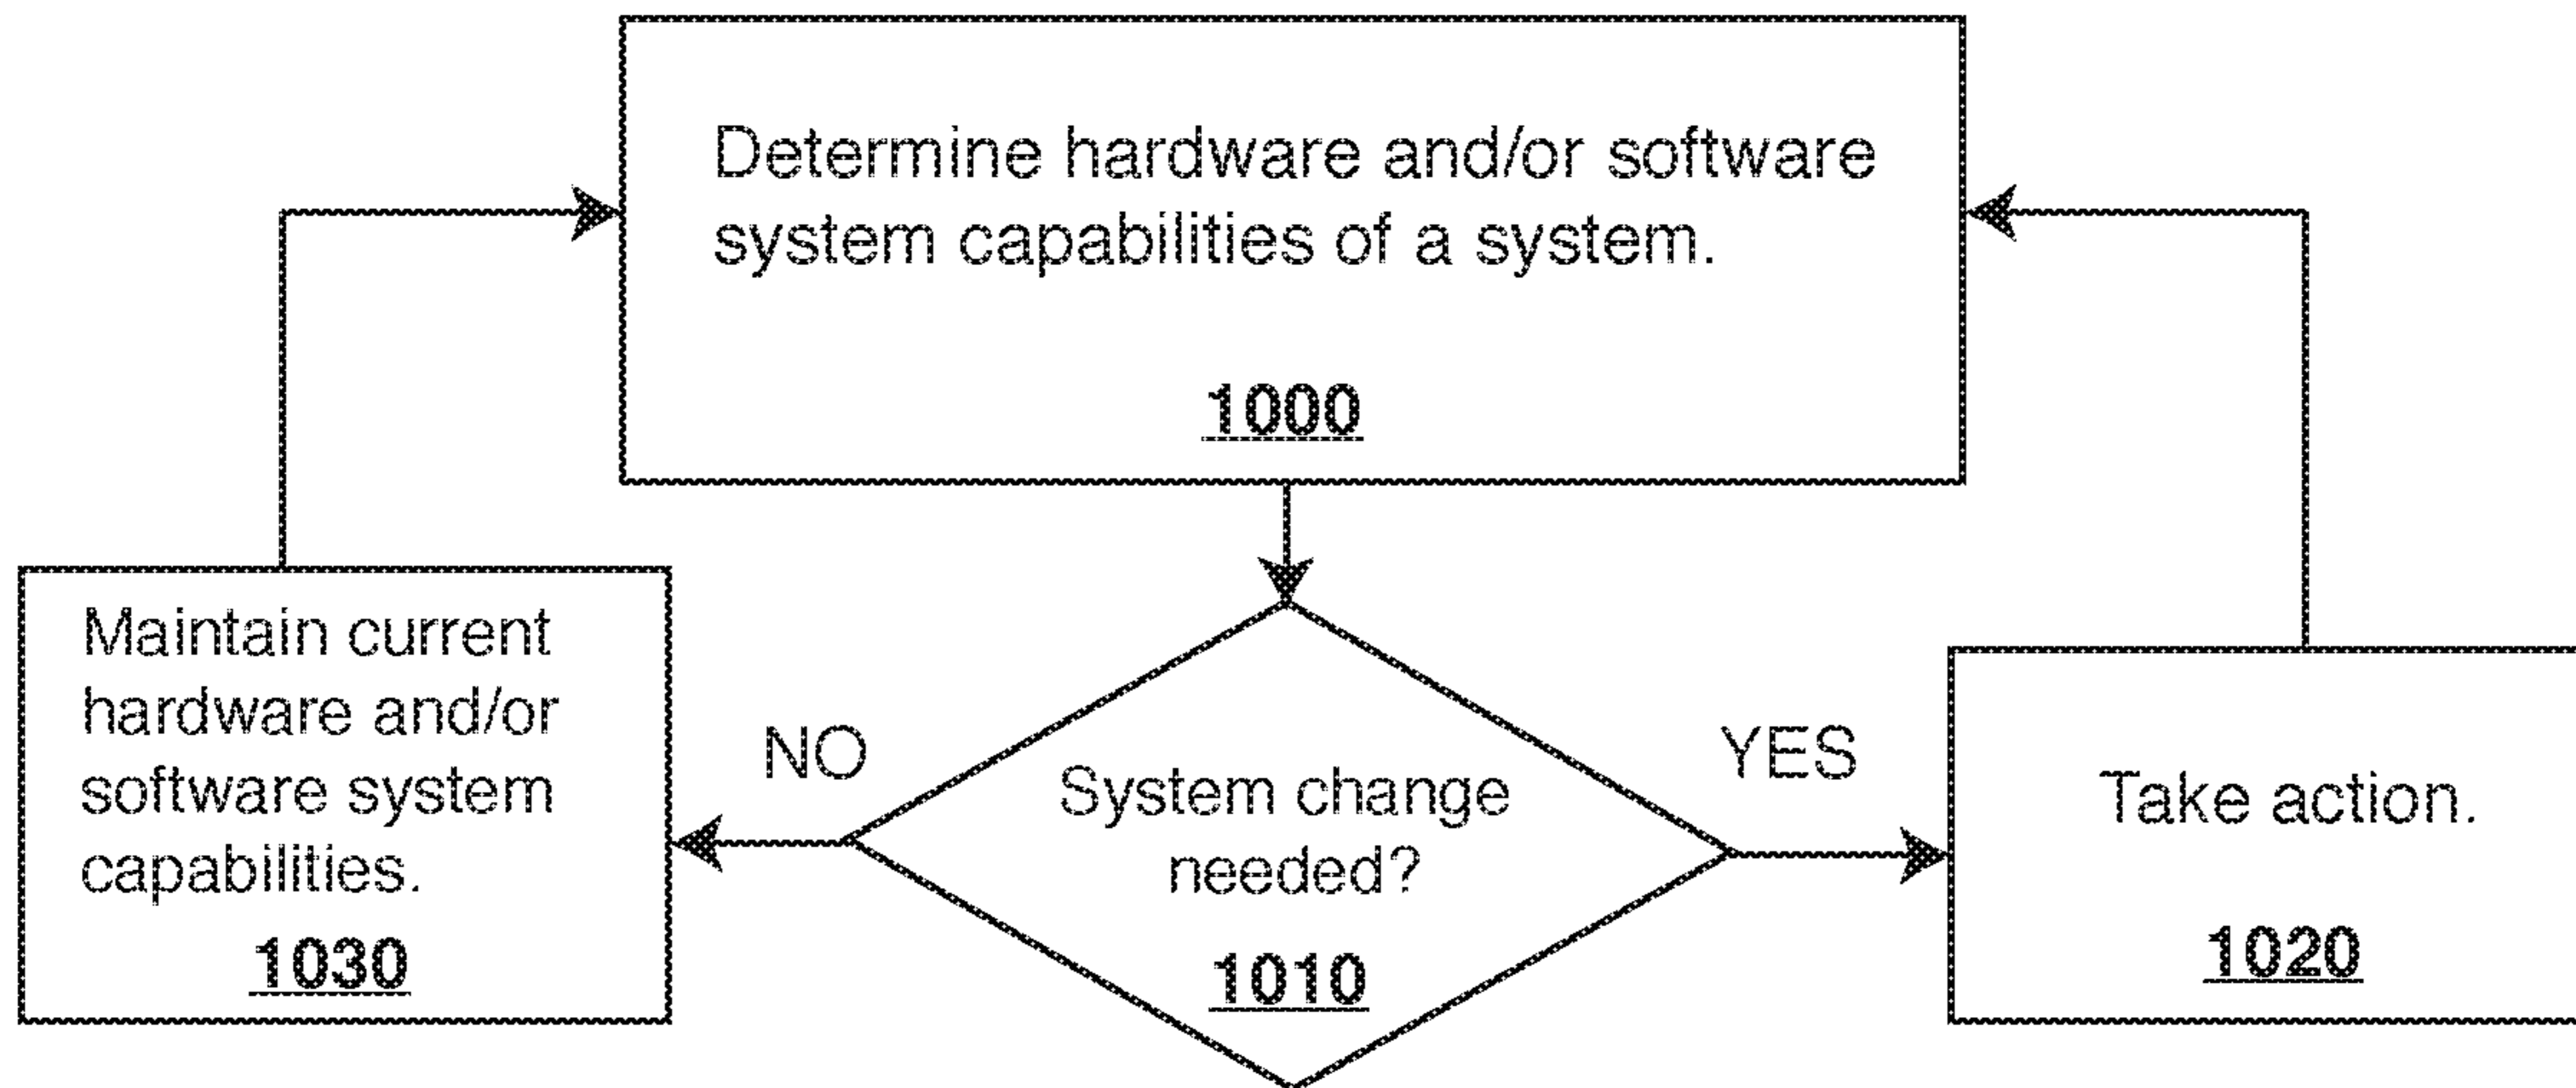 Determine hardware and/or software
system capabilities of a system.
1000
Maintain current
hardware and/or
software system
capabilities.
1030
NO
System change
needed?
1010
YES
Take action.
1020